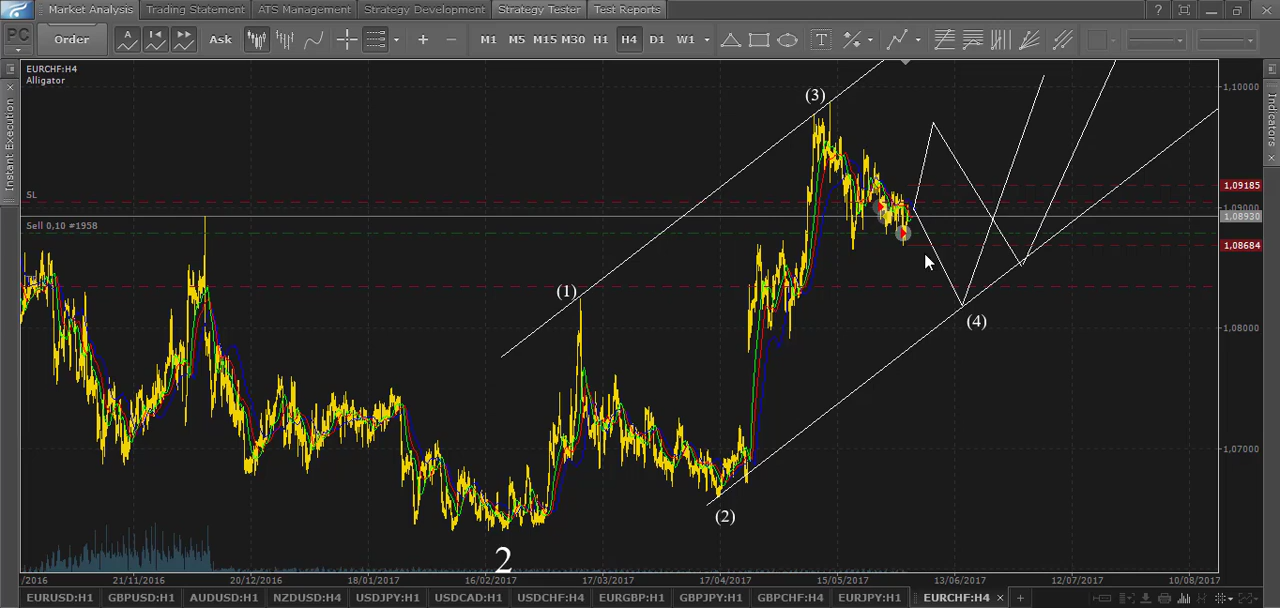 Market Analysis Trading Statement ATS Management Strategy Development Strategy Tester Test Reports ?
PC Order A Ask M1 M5 M15 M30 H1 H4 D1 W1 T
EURCHF:H4
Alligator
Instant Execution
Indicators
(3)
1,10000
SL
1,09185
1,09000
1,08930
Sell 0,10 #1958
1,08684
(1)
(4)
1,08000
1,07000
(2)
2
/2016 21/11/2016 20/12/2016 18/01/2017 16/02/2017 17/03/2017 17/04/2017 15/05/2017 13/06/2017 12/07/2017 10/08/2017
EURUSD:H1 GBPUSD:H1 AUDUSD:H1 NZDUSD:H4 USDJPY:H1 USDCAD:H1 USDCHF:H4 EURGBP:H1 GBPJPY:H1 GBPCHF:H4 EURJPY:H1 EURCHF:H4